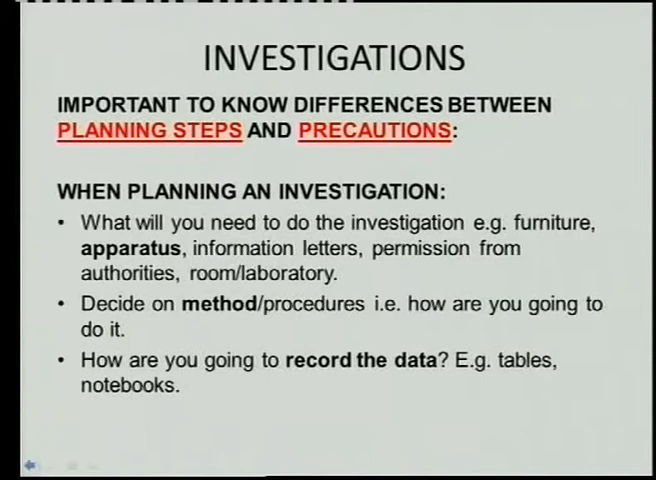 INVESTIGATIONS
IMPORTANT TO KNOW DIFFERENCES BETWEEN
PLANNING STEPS AND PRECAUTIONS:
WHEN PLANNING AN INVESTIGATION:
• What will you need to do the investigation e.g. furniture,
apparatus, information letters, permission from
authorities, room/laboratory.
• Decide on method/procedures i.e. how are you going to
do it.
• How are you going to record the data? E.g. tables,
notebooks.